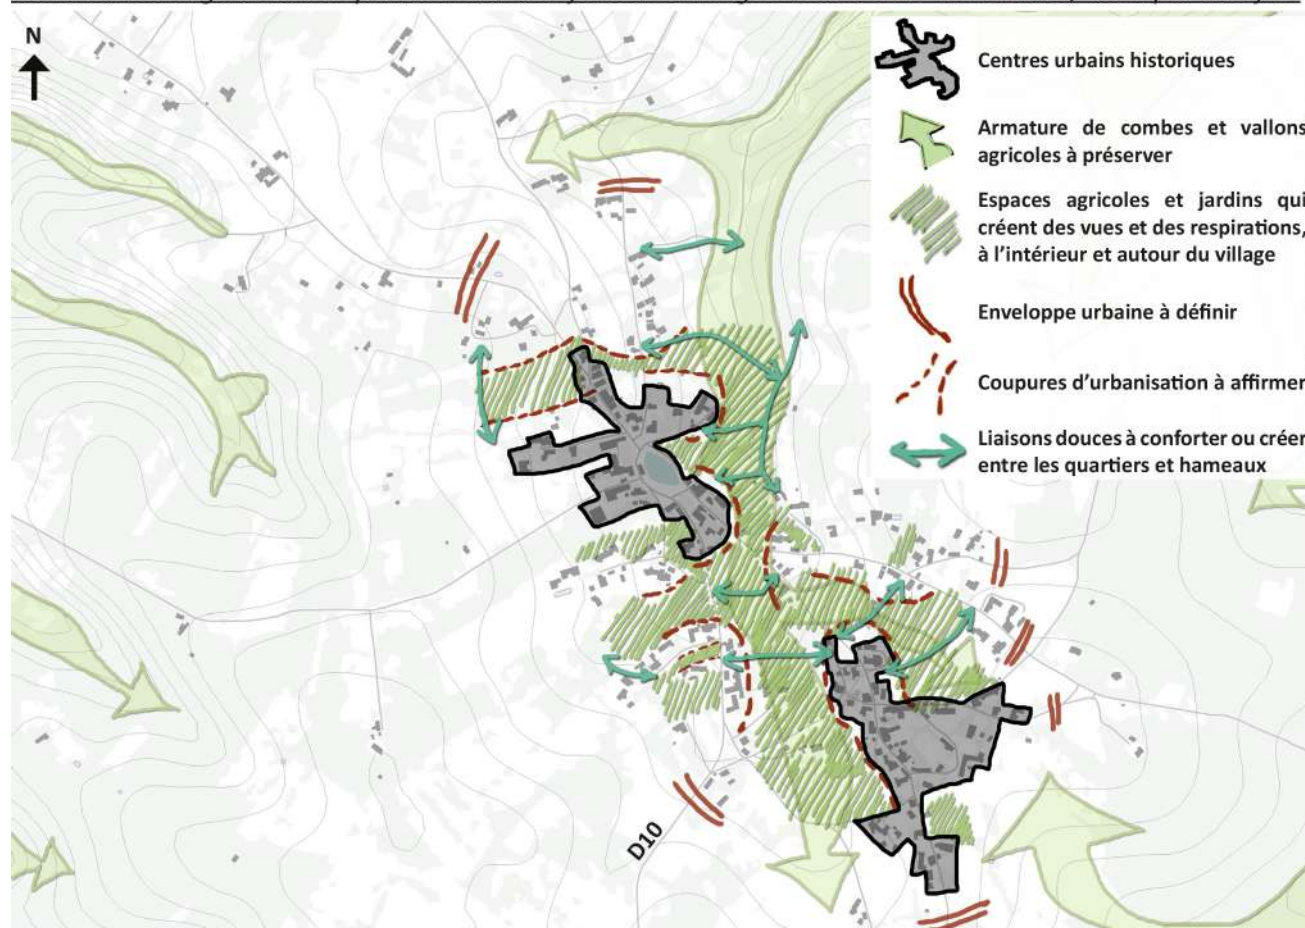 N
Centres urbains historiques
Armature de combes et vallons
agricoles à préserver
Espaces agricoles et jardins qui
créent des vues et des respirations,
à l'intérieur et autour du village
Enveloppe urbaine à définir
Coupures d'urbanisation à affirmer
Liaisons douces à conforter ou créer
entre les quartiers et hameaux
D10